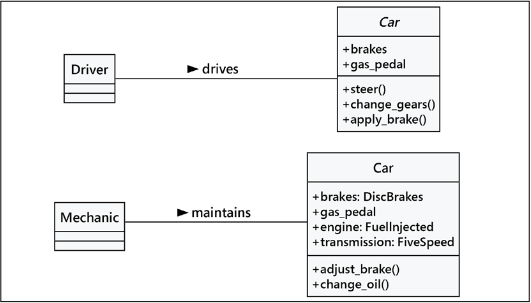 Car
+brakes
+gas_pedal
Driver
drives
+steer()
+change_gears()
+apply_brake()
Car
+brakes: DiscBrakes
+gas_pedal
+engine: FuelInjected
+transmission: FiveSpeed
Mechanic
maintains
+adjust_brake()
+change_oil()